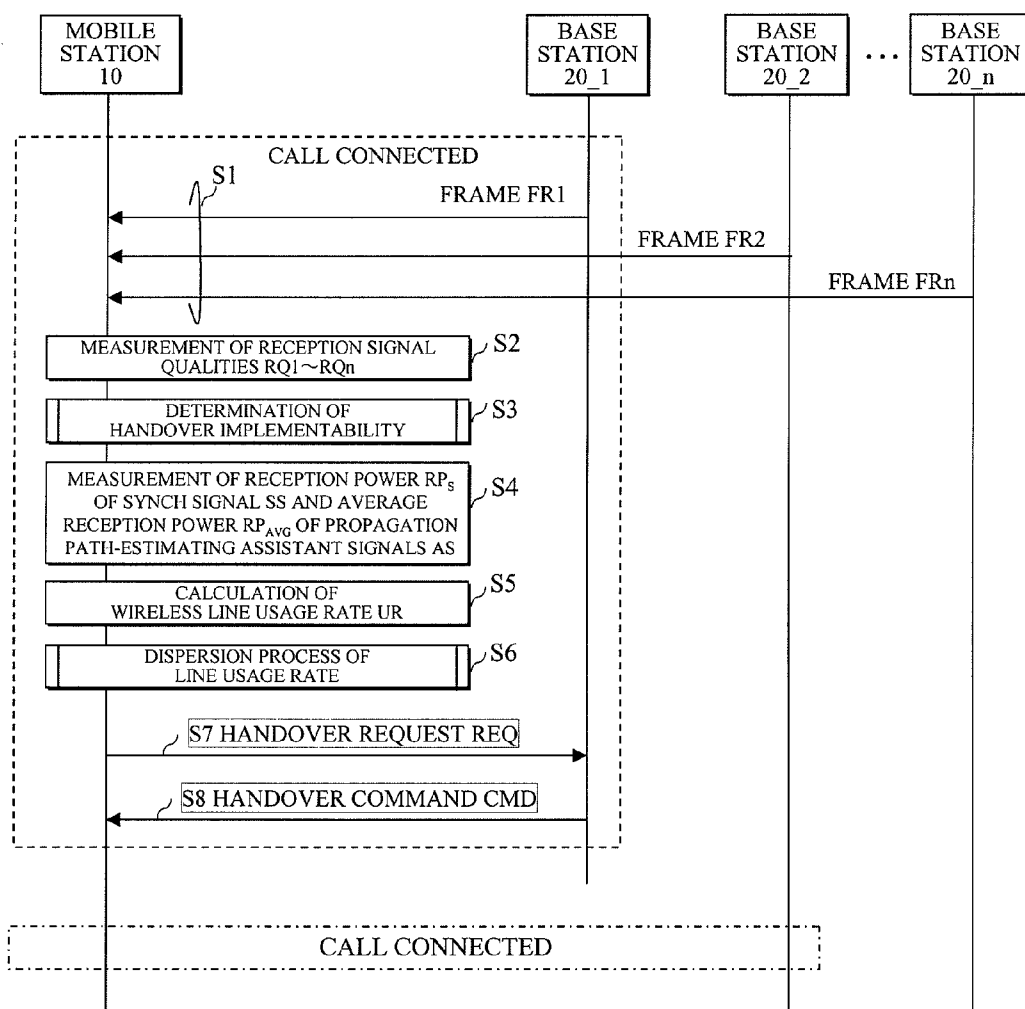 MOBILE
STATION
10
BASE
STATION
20_1
BASE
STATION
20_2
...
BASE
STATION
20_n
CALL CONNECTED
S1
FRAME FR1
FRAME FR2
FRAME FRn
MEASUREMENT OF RECEPTION SIGNAL
QUALITIES RQ1~RQn
S2
DETERMINATION OF
HANDOVER IMPLEMENTABILITY
S3
MEASUREMENT OF RECEPTION POWER RPS
OF SYNCH SIGNAL SS AND AVERAGE
RECEPTION POWER RPAVG OF PROPAGATION
PATH-ESTIMATING ASSISTANT SIGNALS AS
S4
CALCULATION OF
WIRELESS LINE USAGE RATE UR
S5
DISPERSION PROCESS OF
LINE USAGE RATE
S6
S7 HANDOVER REQUEST REQ
S8 HANDOVER COMMAND CMD
CALL CONNECTED